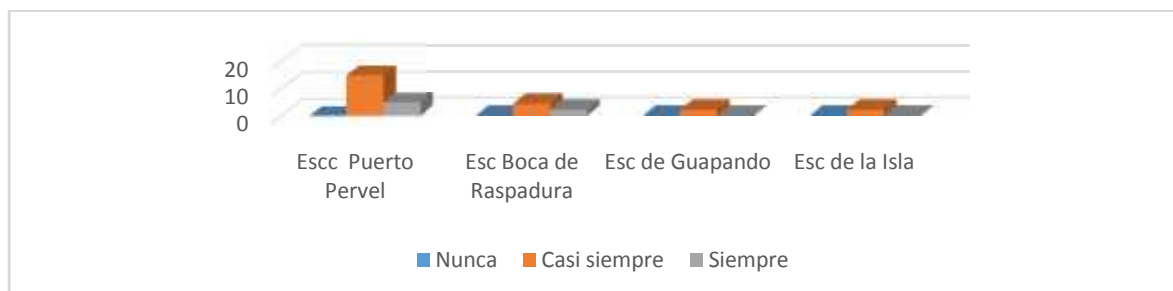 20
10
0
Escc Puerto Pervel
Esc Boca de Raspadura
Esc de Guapando
Esc de la Isla
Nunca
Casi siempre
Siempre